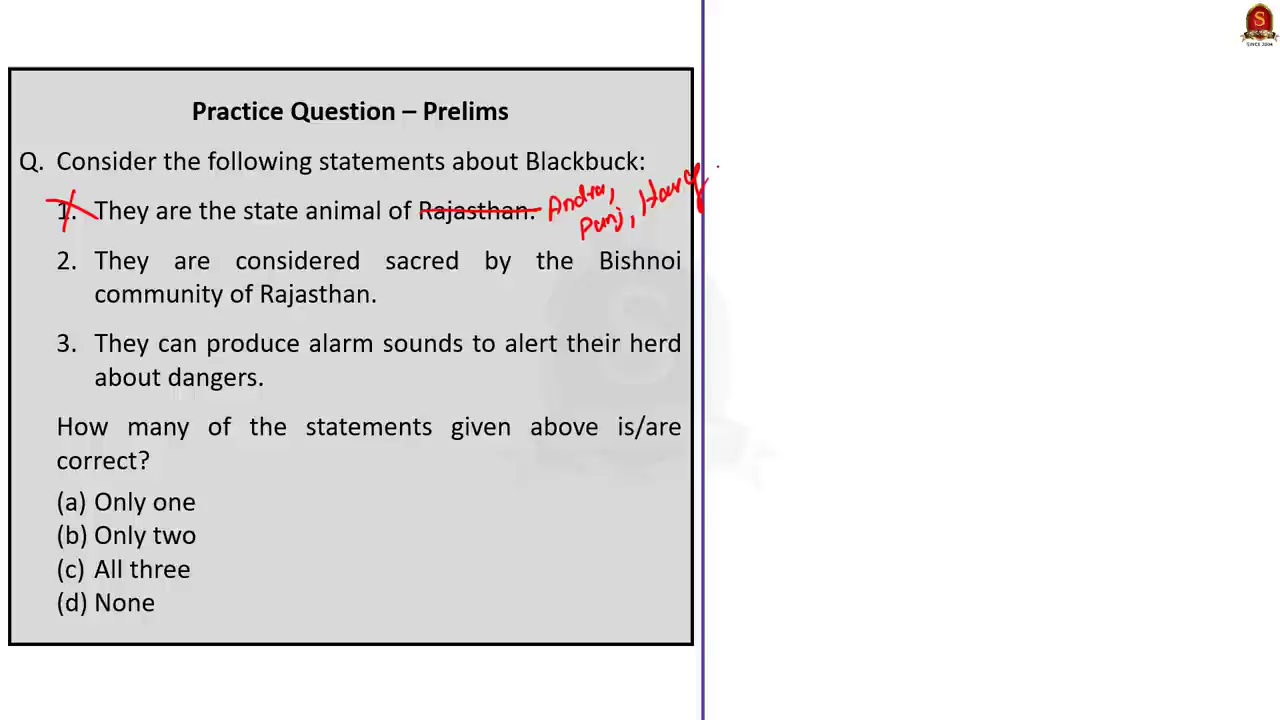 S
SINCE 2004
Practice Question – Prelims
Q. Consider the following statements about Blackbuck:
1. They are the state animal of Rajasthan. Andhra,
Punj, Hary
2. They are considered sacred by the Bishnoi
community of Rajasthan.
3. They can produce alarm sounds to alert their herd
about dangers.
How many of the statements given above is/are
correct?
(a) Only one
(b) Only two
(c) All three
(d) None